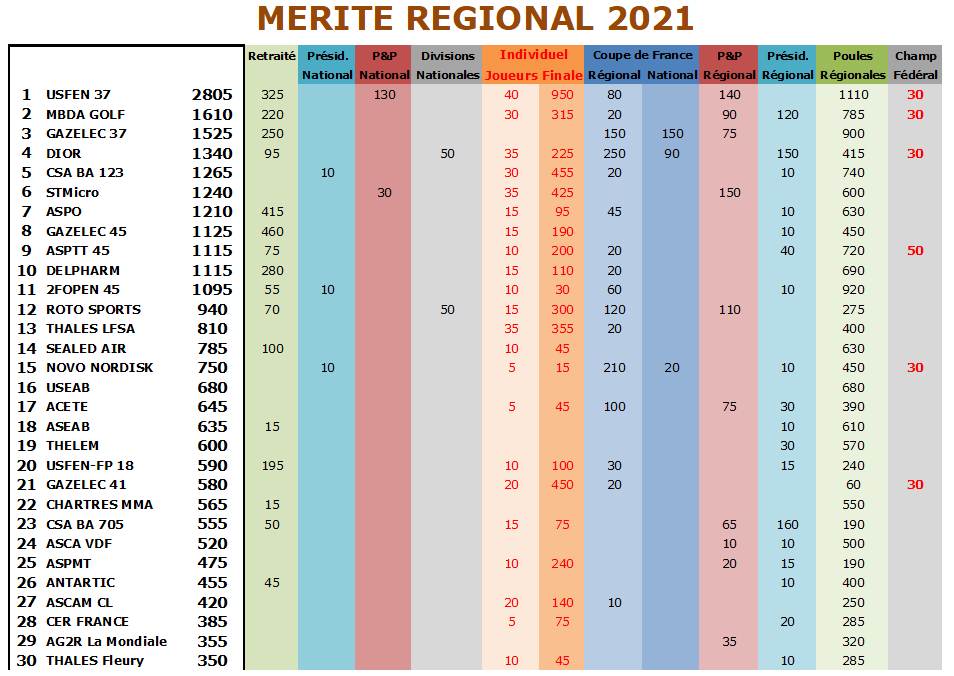 MERITE REGIONAL 2021
Retraité Présid. P&P Divisions Individuel Coupe de France P&P Présid. Poules Champ
National National Nationales Joueurs Finale Régional National Régional Régional Régionales Fédéral
1 USFEN 37 2805 325 130 40 950 80 140 1110 30
2 MBDA GOLF 1610 220 30 315 20 90 120 785 30
3 GAZELEC 37 1525 250 150 150 75 900
4 DIOR 1340 95 50 35 225 250 90 150 415 30
5 CSA BA 123 1265 10 30 455 20 10 740
6 STMicro 1240 30 35 425 150 600
7 ASPO 1210 415 15 95 45 10 630
8 GAZELEC 45 1125 460 15 190 10 450
9 ASPTT 45 1115 75 10 200 20 40 720 50
10 DELPHARM 1115 280 15 110 20 690
11 2FOPEN 45 1095 55 10 10 30 60 10 920
12 ROTO SPORTS 940 70 50 15 300 120 110 275
13 THALES LFSA 810 35 355 20 400
14 SEALED AIR 785 100 10 45 630
15 NOVO NORDISK 750 10 5 15 210 20 10 450 30
16 USEAB 680 680
17 ACETE 645 5 45 100 75 30 390
18 ASEAB 635 15 10 610
19 THELEM 600 30 570
20 USFEN-FP 18 590 195 10 100 30 15 240
21 GAZELEC 41 580 20 450 20 60 30
22 CHARTRES MMA 565 15 550
23 CSA BA 705 555 50 15 75 65 160 190
24 ASCA VDF 520 10 10 500
25 ASPMT 475 10 240 20 15 190
26 ANTARTIC 455 45 10 400
27 ASCAM CL 420 20 140 10 250
28 CER FRANCE 385 5 75 20 285
29 AG2R La Mondiale 355 35 320
30 THALES Fleury 350 10 45 10 285